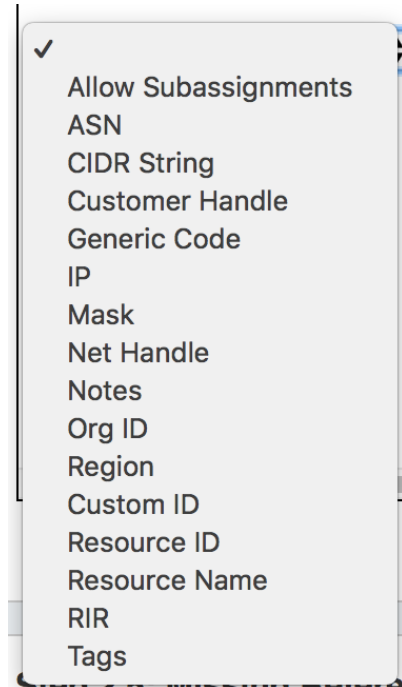 ✓
Allow Subassignments
ASN
CIDR String
Customer Handle
Generic Code
IP
Mask
Net Handle
Notes
Org ID
Region
Custom ID
Resource ID
Resource Name
RIR
Tags